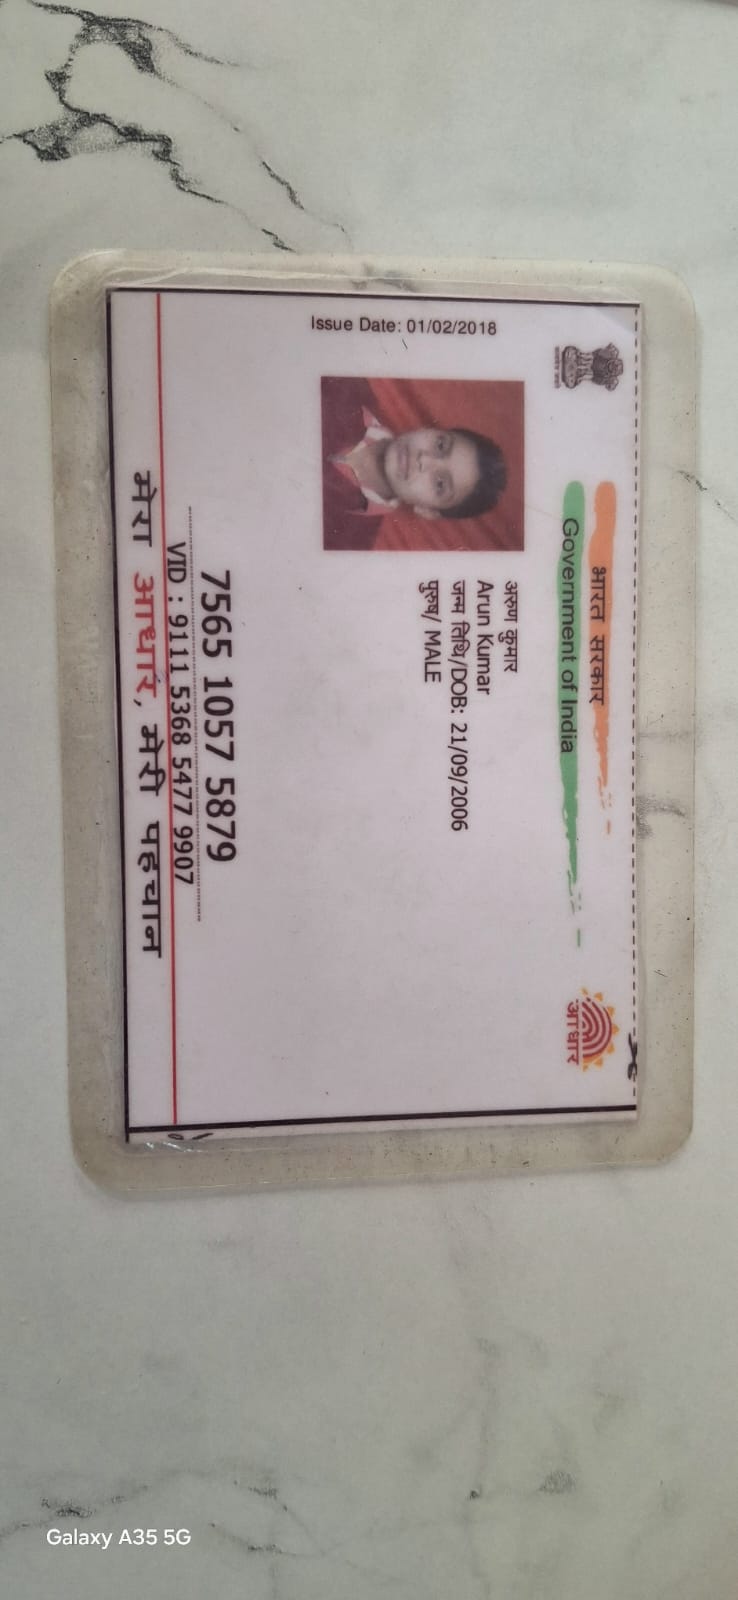 भारत सरकार
Government of India
Issue Date: 01/02/2018
अरुण कुमार
Arun Kumar
जन्म तिथि/DOB: 21/09/2006
पुरुष/ MALE
आधार
7565 1057 5879
VID : 9111 5368 5477 9907
मेरा आधार, मेरी पहचान
Galaxy A35 5G